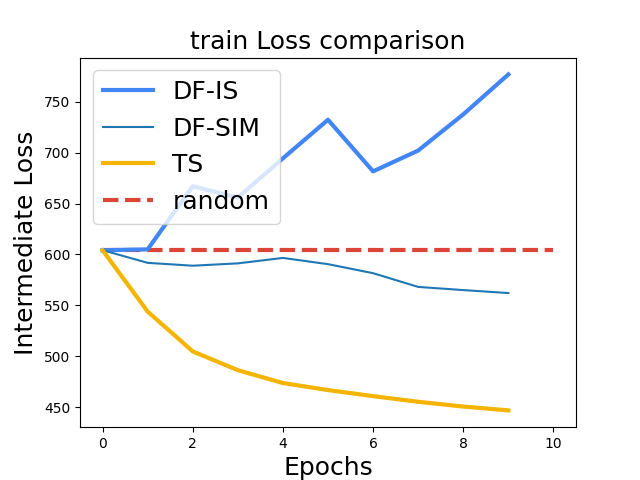 train Loss comparison
DF-IS
DF-SIM
TS
random
Intermediate Loss
750
700
650
600
550
500
450
0 2 4 6 8 10
Epochs